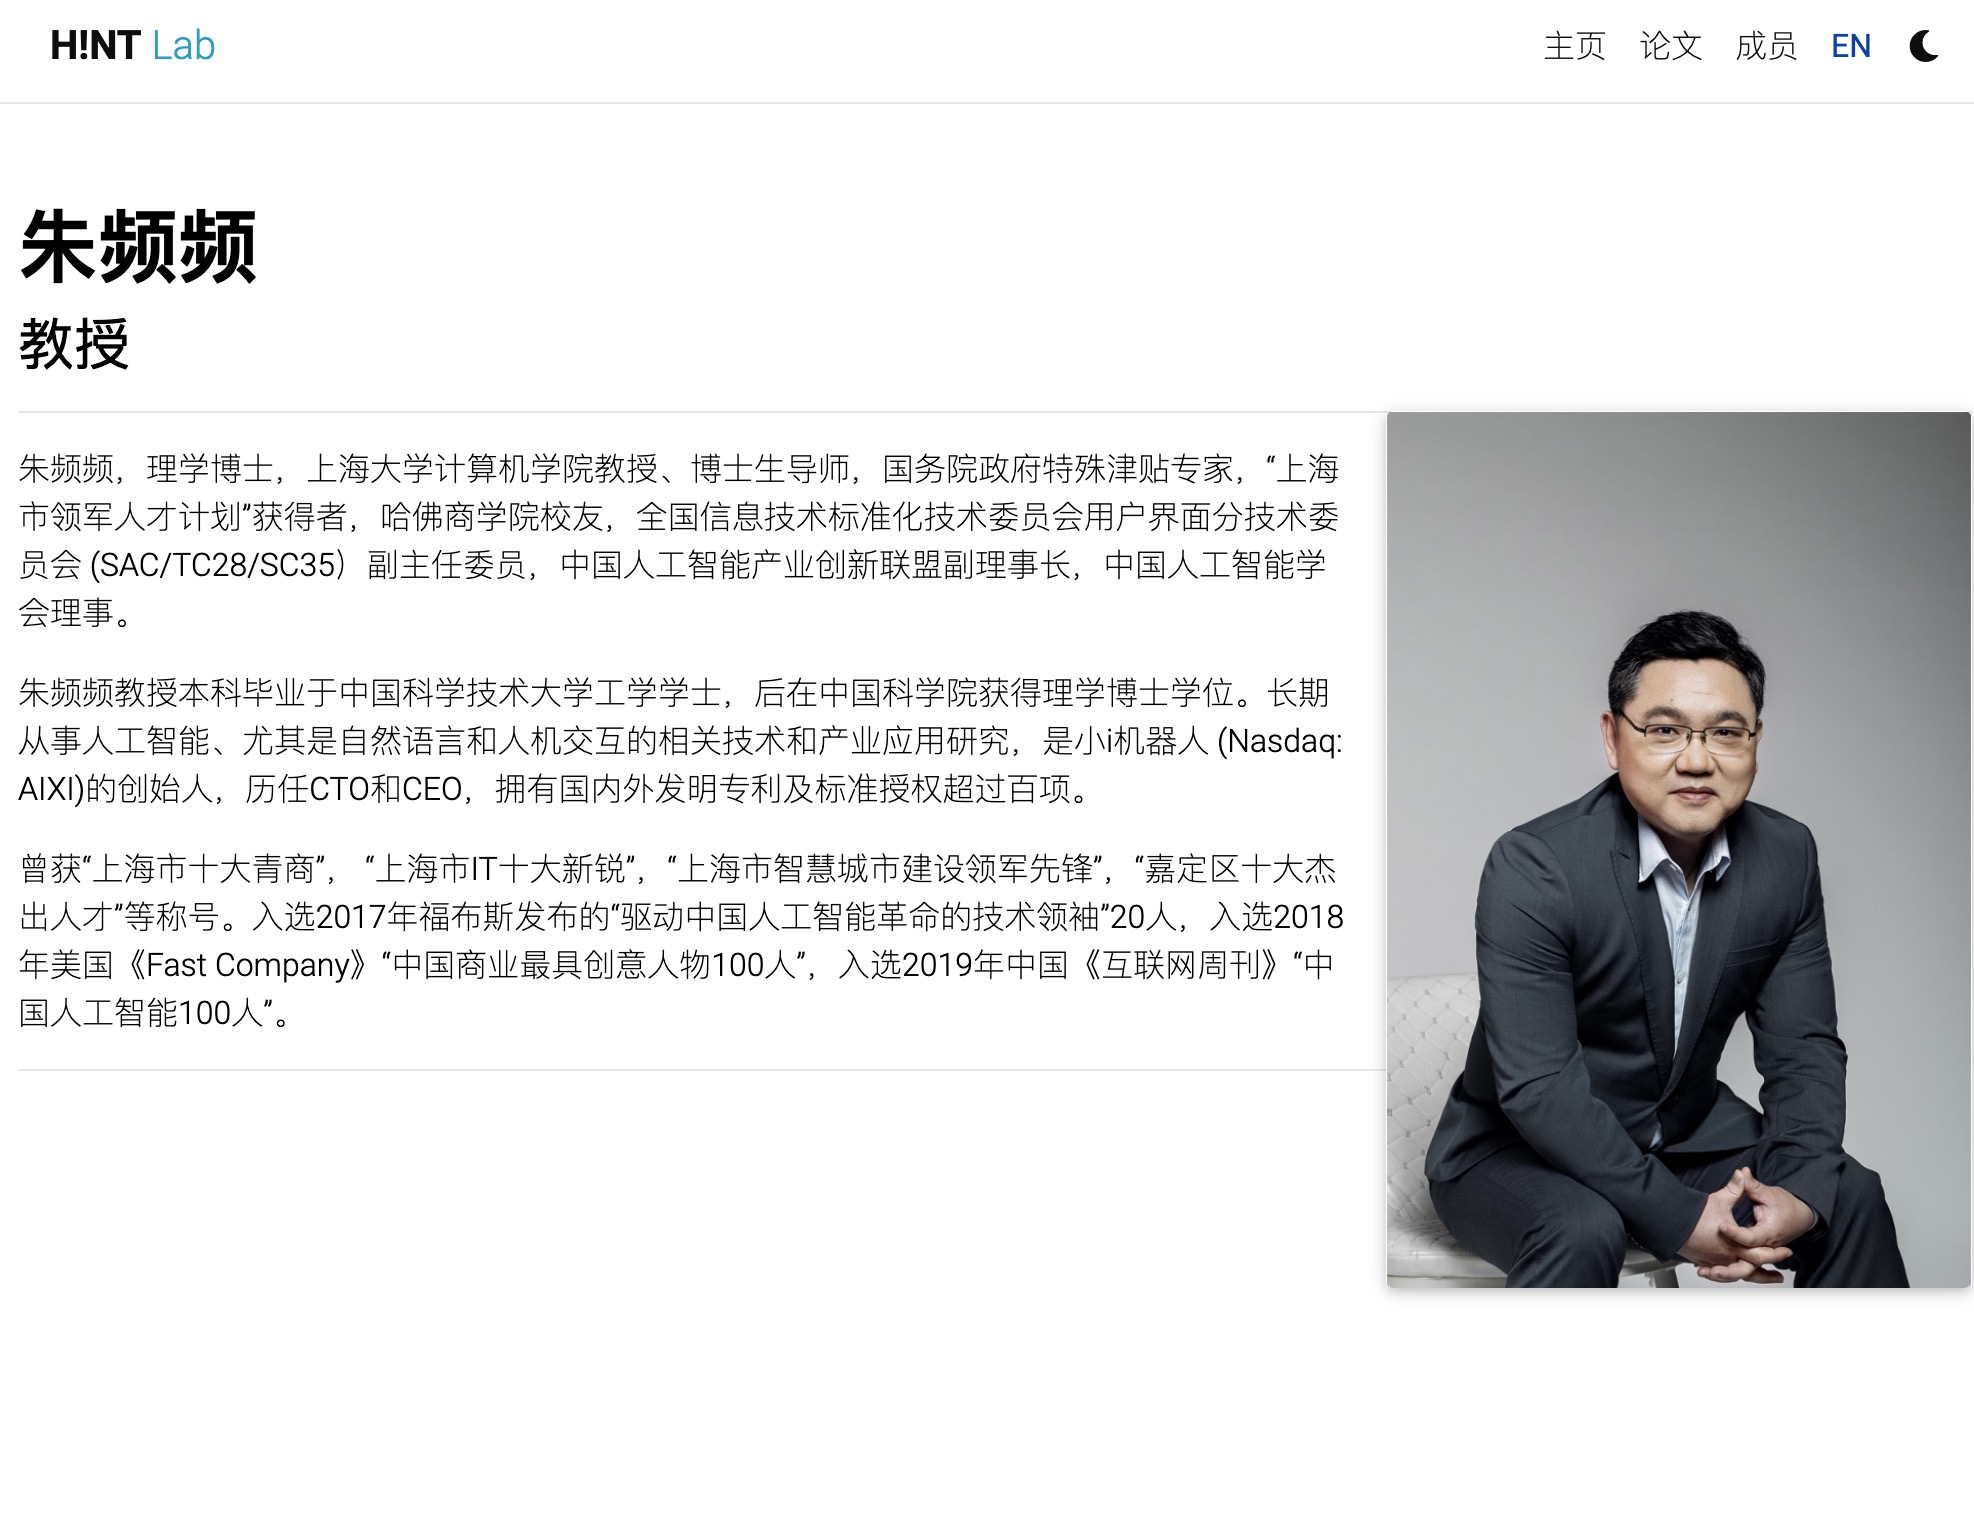 H!NT Lab
主页 论文 成员 EN
朱频频
教授
朱频频，理学博士，上海大学计算机学院教授、博士生导师，国务院政府特殊津贴专家，“上海
市领军人才计划”获得者，哈佛商学院校友，全国信息技术标准化技术委员会用户界面分技术委
员会 (SAC/TC28/SC35）副主任委员，中国人工智能产业创新联盟副理事长，中国人工智能学
会理事。
朱频频教授本科毕业于中国科学技术大学工学学士，后在中国科学院获得理学博士学位。长期
从事人工智能、尤其是自然语言和人机交互的相关技术和产业应用研究，是小i机器人 (Nasdaq:
AIXI)的创始人，历任CTO和CEO，拥有国内外发明专利及标准授权超过百项。
曾获“上海市十大青商”，“上海市IT十大新锐”，“上海市智慧城市建设领军先锋”，“嘉定区十大杰
出人才”等称号。入选2017年福布斯发布的“驱动中国人工智能革命的技术领袖”20人，入选2018
年美国《Fast Company》“中国商业最具创意人物100人”，入选2019年中国《互联网周刊》“中
国人工智能100人”。